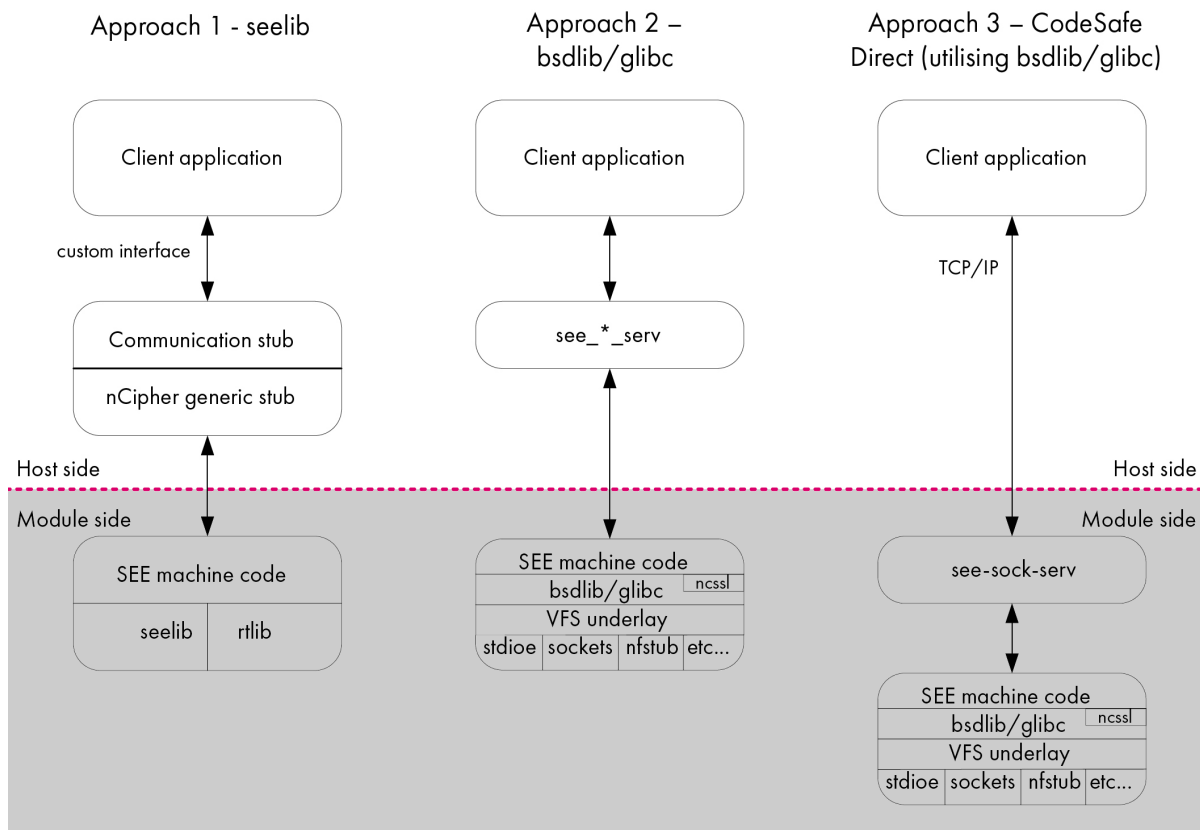 Approach 1 - seelib
Approach 2 –
bsdlib/glibc
Approach 3 – CodeSafe
Direct (utilising bsdlib/glibc)
Client application
Client application
Client application
custom interface
TCP/IP
Communication stub
nCipher generic stub
see_*_serv
Host side
Host side
Module side
Module side
SEE machine code
seelib
rtlib
SEE machine code
bsdlib/glibc
ncssl
VFS underlay
stdioe
sockets
nfstub
etc...
see-sock-serv
SEE machine code
bsdlib/glibc
ncssl
VFS underlay
stdioe
sockets
nfstub
etc...